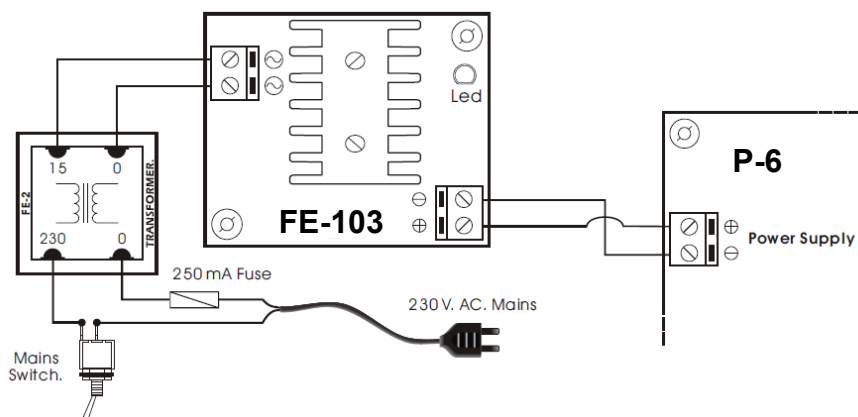 Led
P-6
15 0
FE-2
TRANSFORMER.
230 0
FE-103
⊖
⊕
⊕
⊖
Power Supply
250 mA Fuse
230 V. AC. Mains
Mains
Switch.